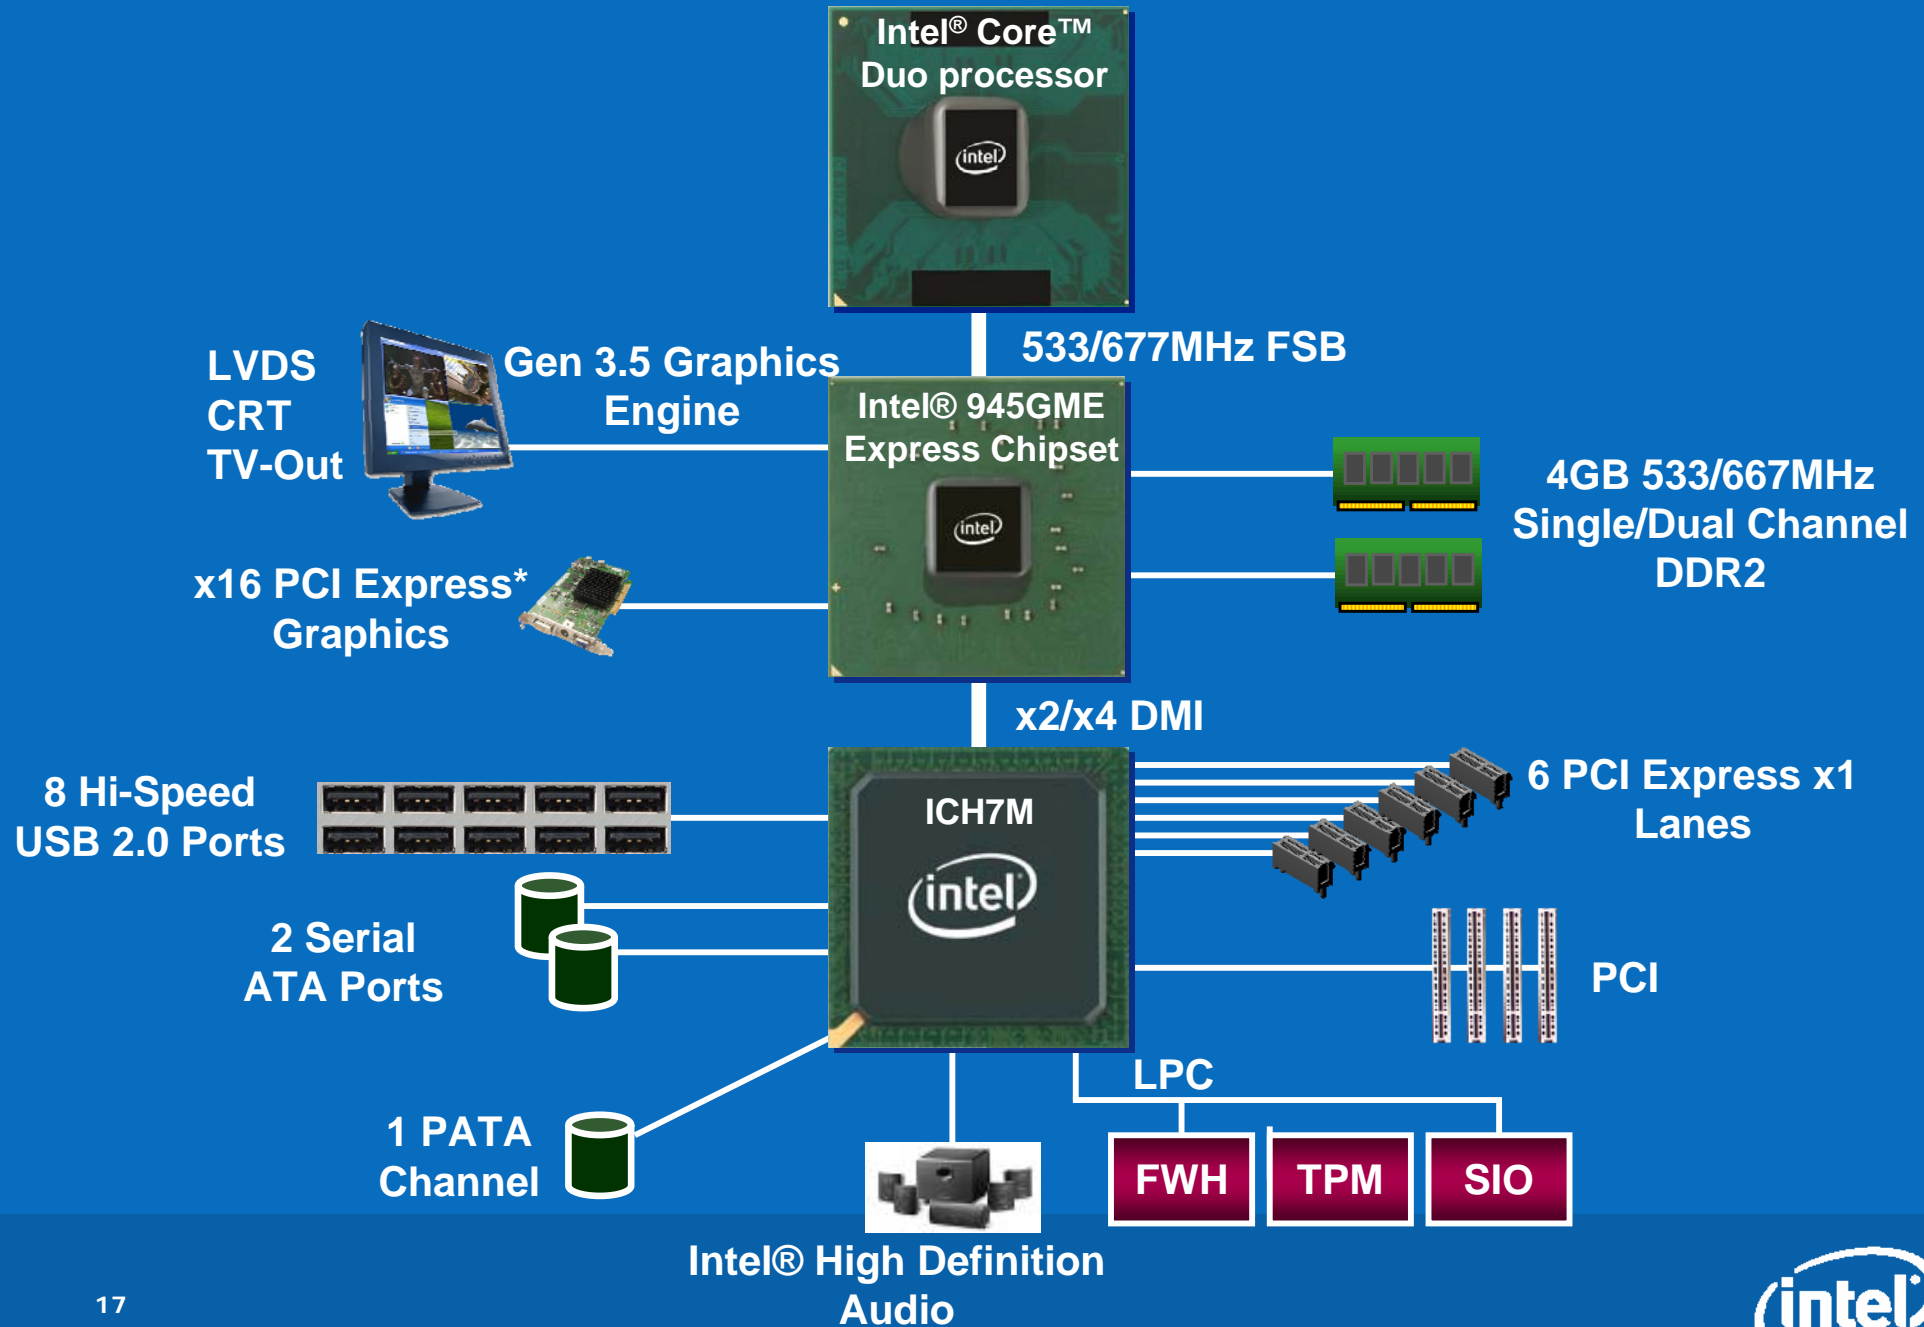 Intel® Core™
Duo processor
intel
533/677MHz FSB
LVDS
CRT
TV-Out
Gen 3.5 Graphics
Engine
Intel® 945GME
Express Chipset
intel
4GB 533/667MHz
Single/Dual Channel
DDR2
x16 PCI Express*
Graphics
x2/x4 DMI
8 Hi-Speed
USB 2.0 Ports
ICH7M
intel
6 PCI Express x1
Lanes
2 Serial
ATA Ports
PCI
LPC
1 PATA
Channel
FWH
TPM
SIO
Intel® High Definition
Audio
17
intel